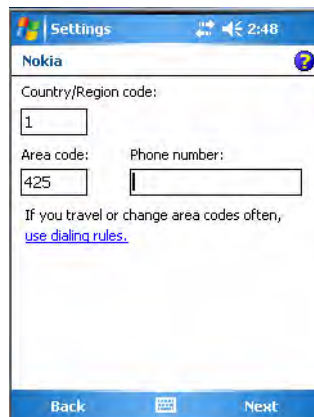 Settings 2:48
Nokia
Country/Region code:
1
Area code: Phone number:
425
If you travel or change area codes often,
use dialing rules.
Back Next